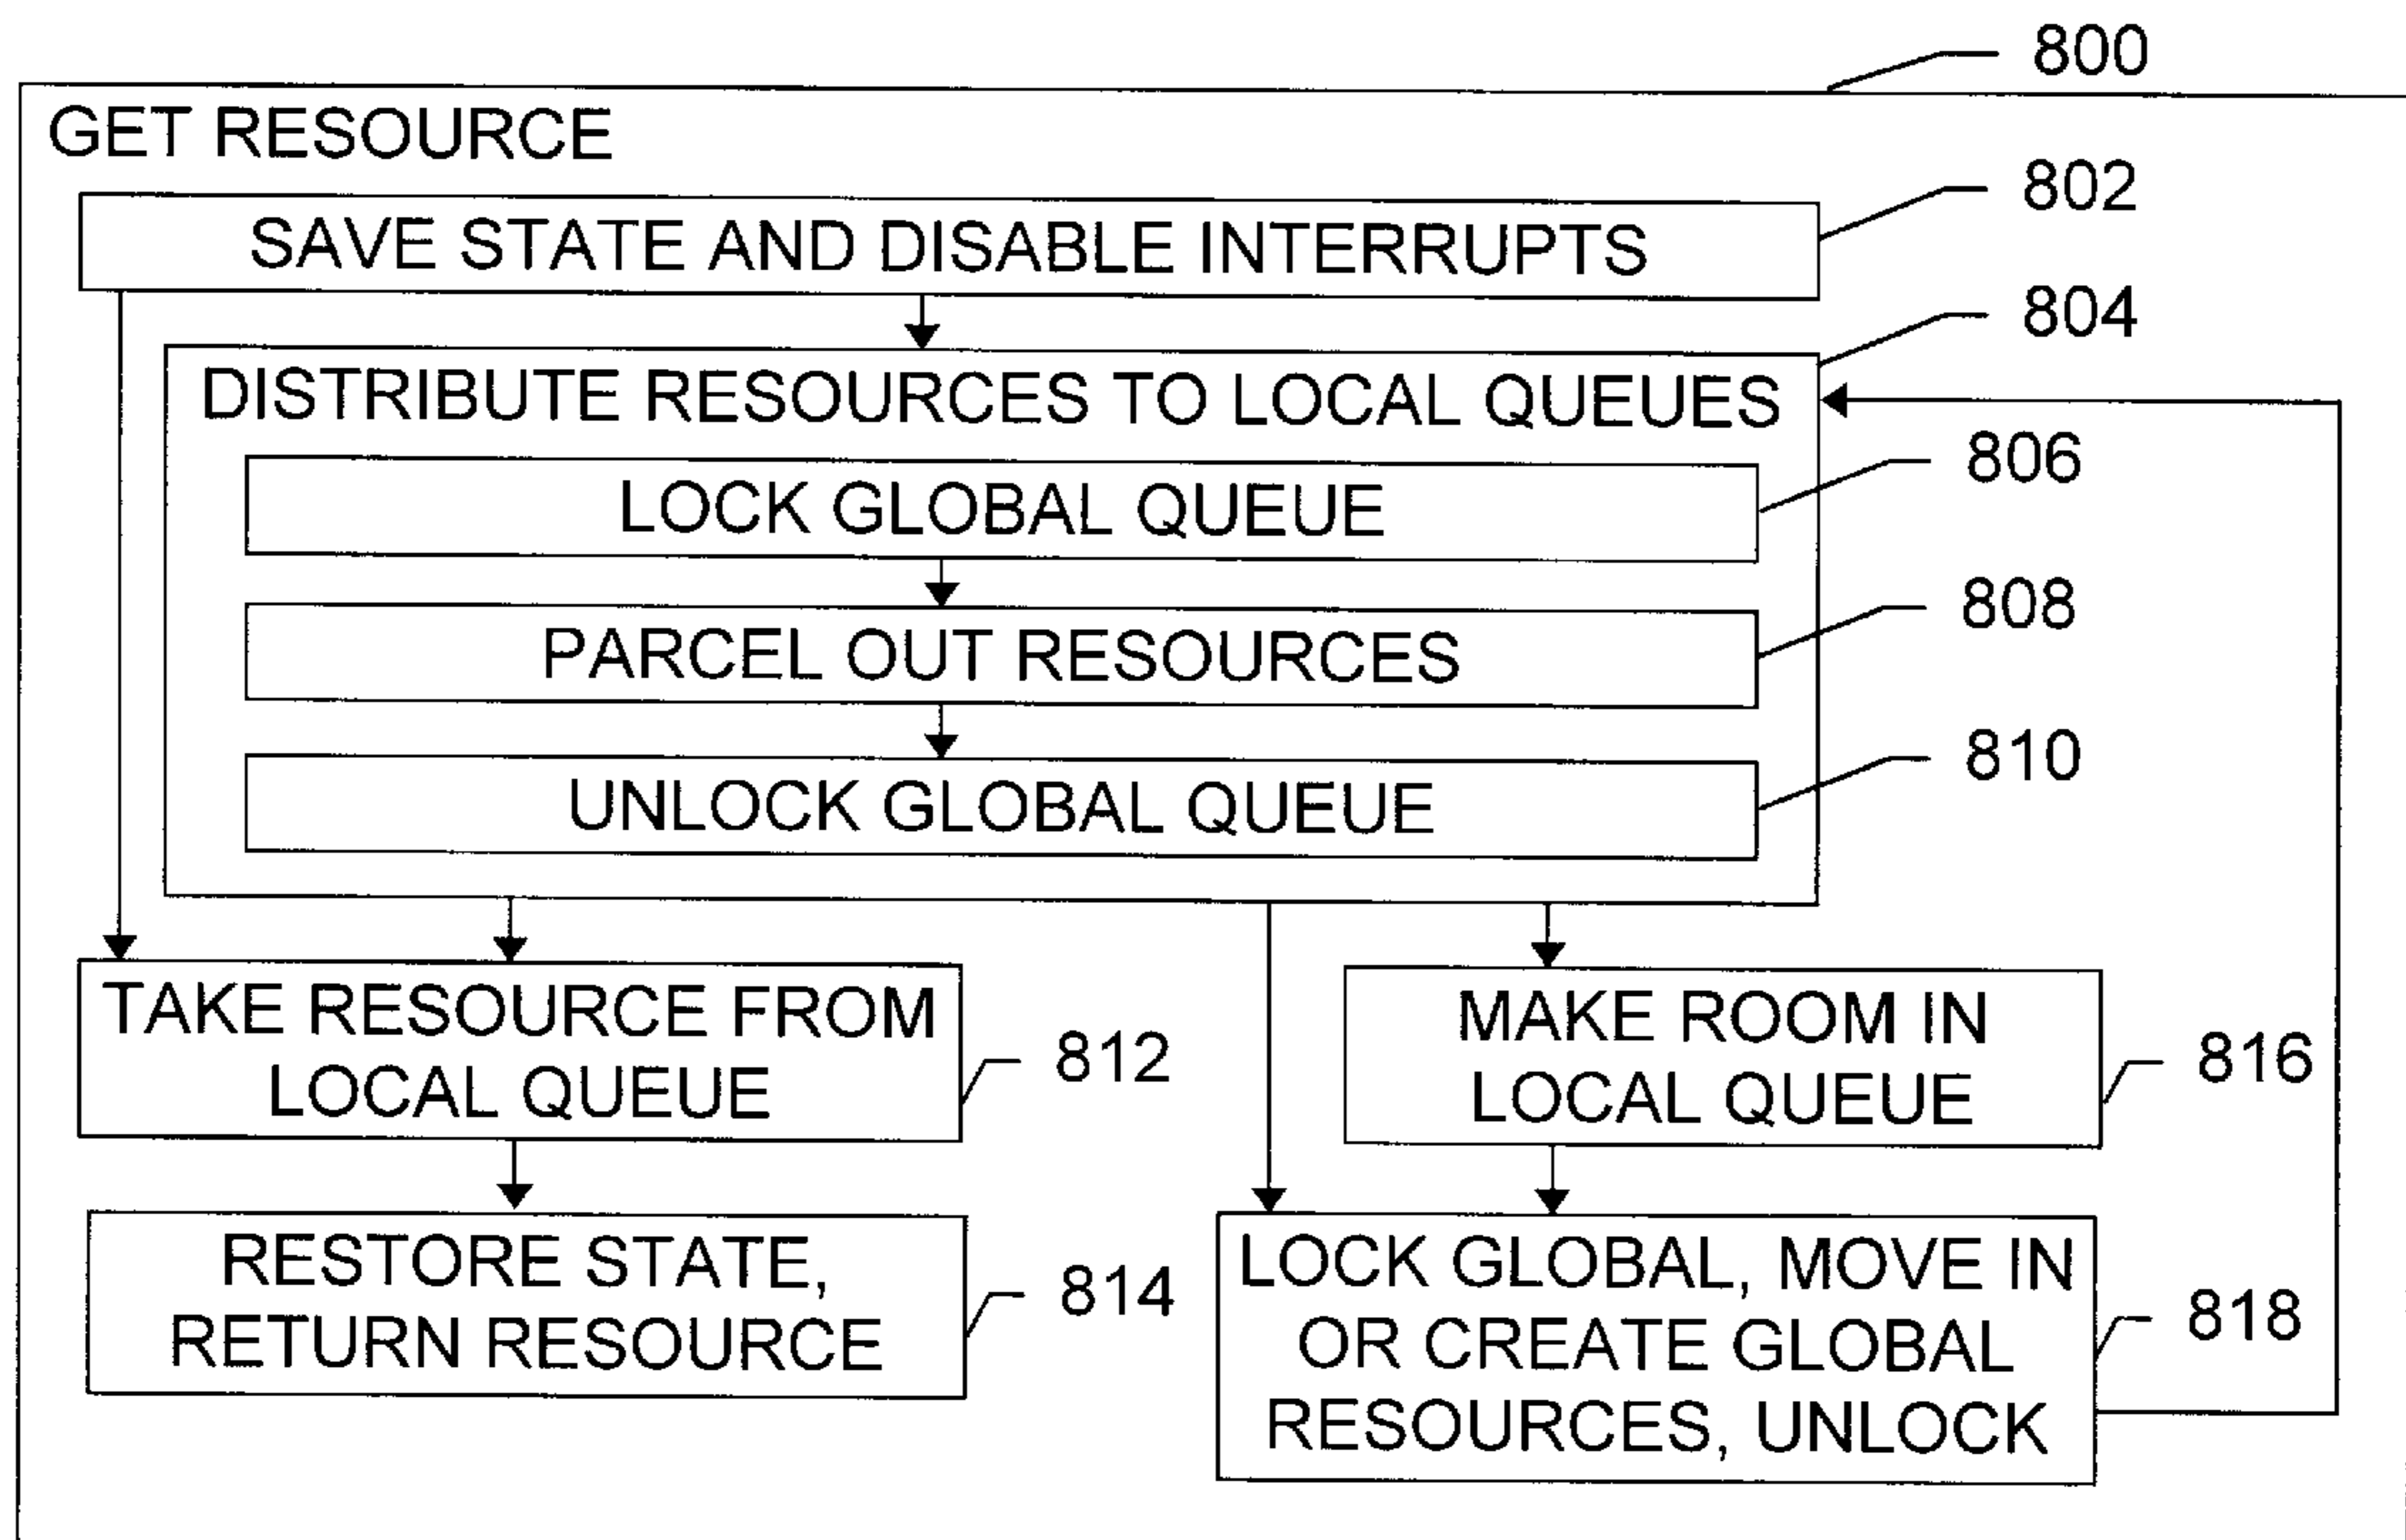 800
GET RESOURCE
802
SAVE STATE AND DISABLE INTERRUPTS
804
DISTRIBUTE RESOURCES TO LOCAL QUEUES
806
LOCK GLOBAL QUEUE
808
PARCEL OUT RESOURCES
810
UNLOCK GLOBAL QUEUE
TAKE RESOURCE FROM
LOCAL QUEUE
812
MAKE ROOM IN
LOCAL QUEUE
816
RESTORE STATE,
RETURN RESOURCE
814
LOCK GLOBAL, MOVE IN
OR CREATE GLOBAL
RESOURCES, UNLOCK
818